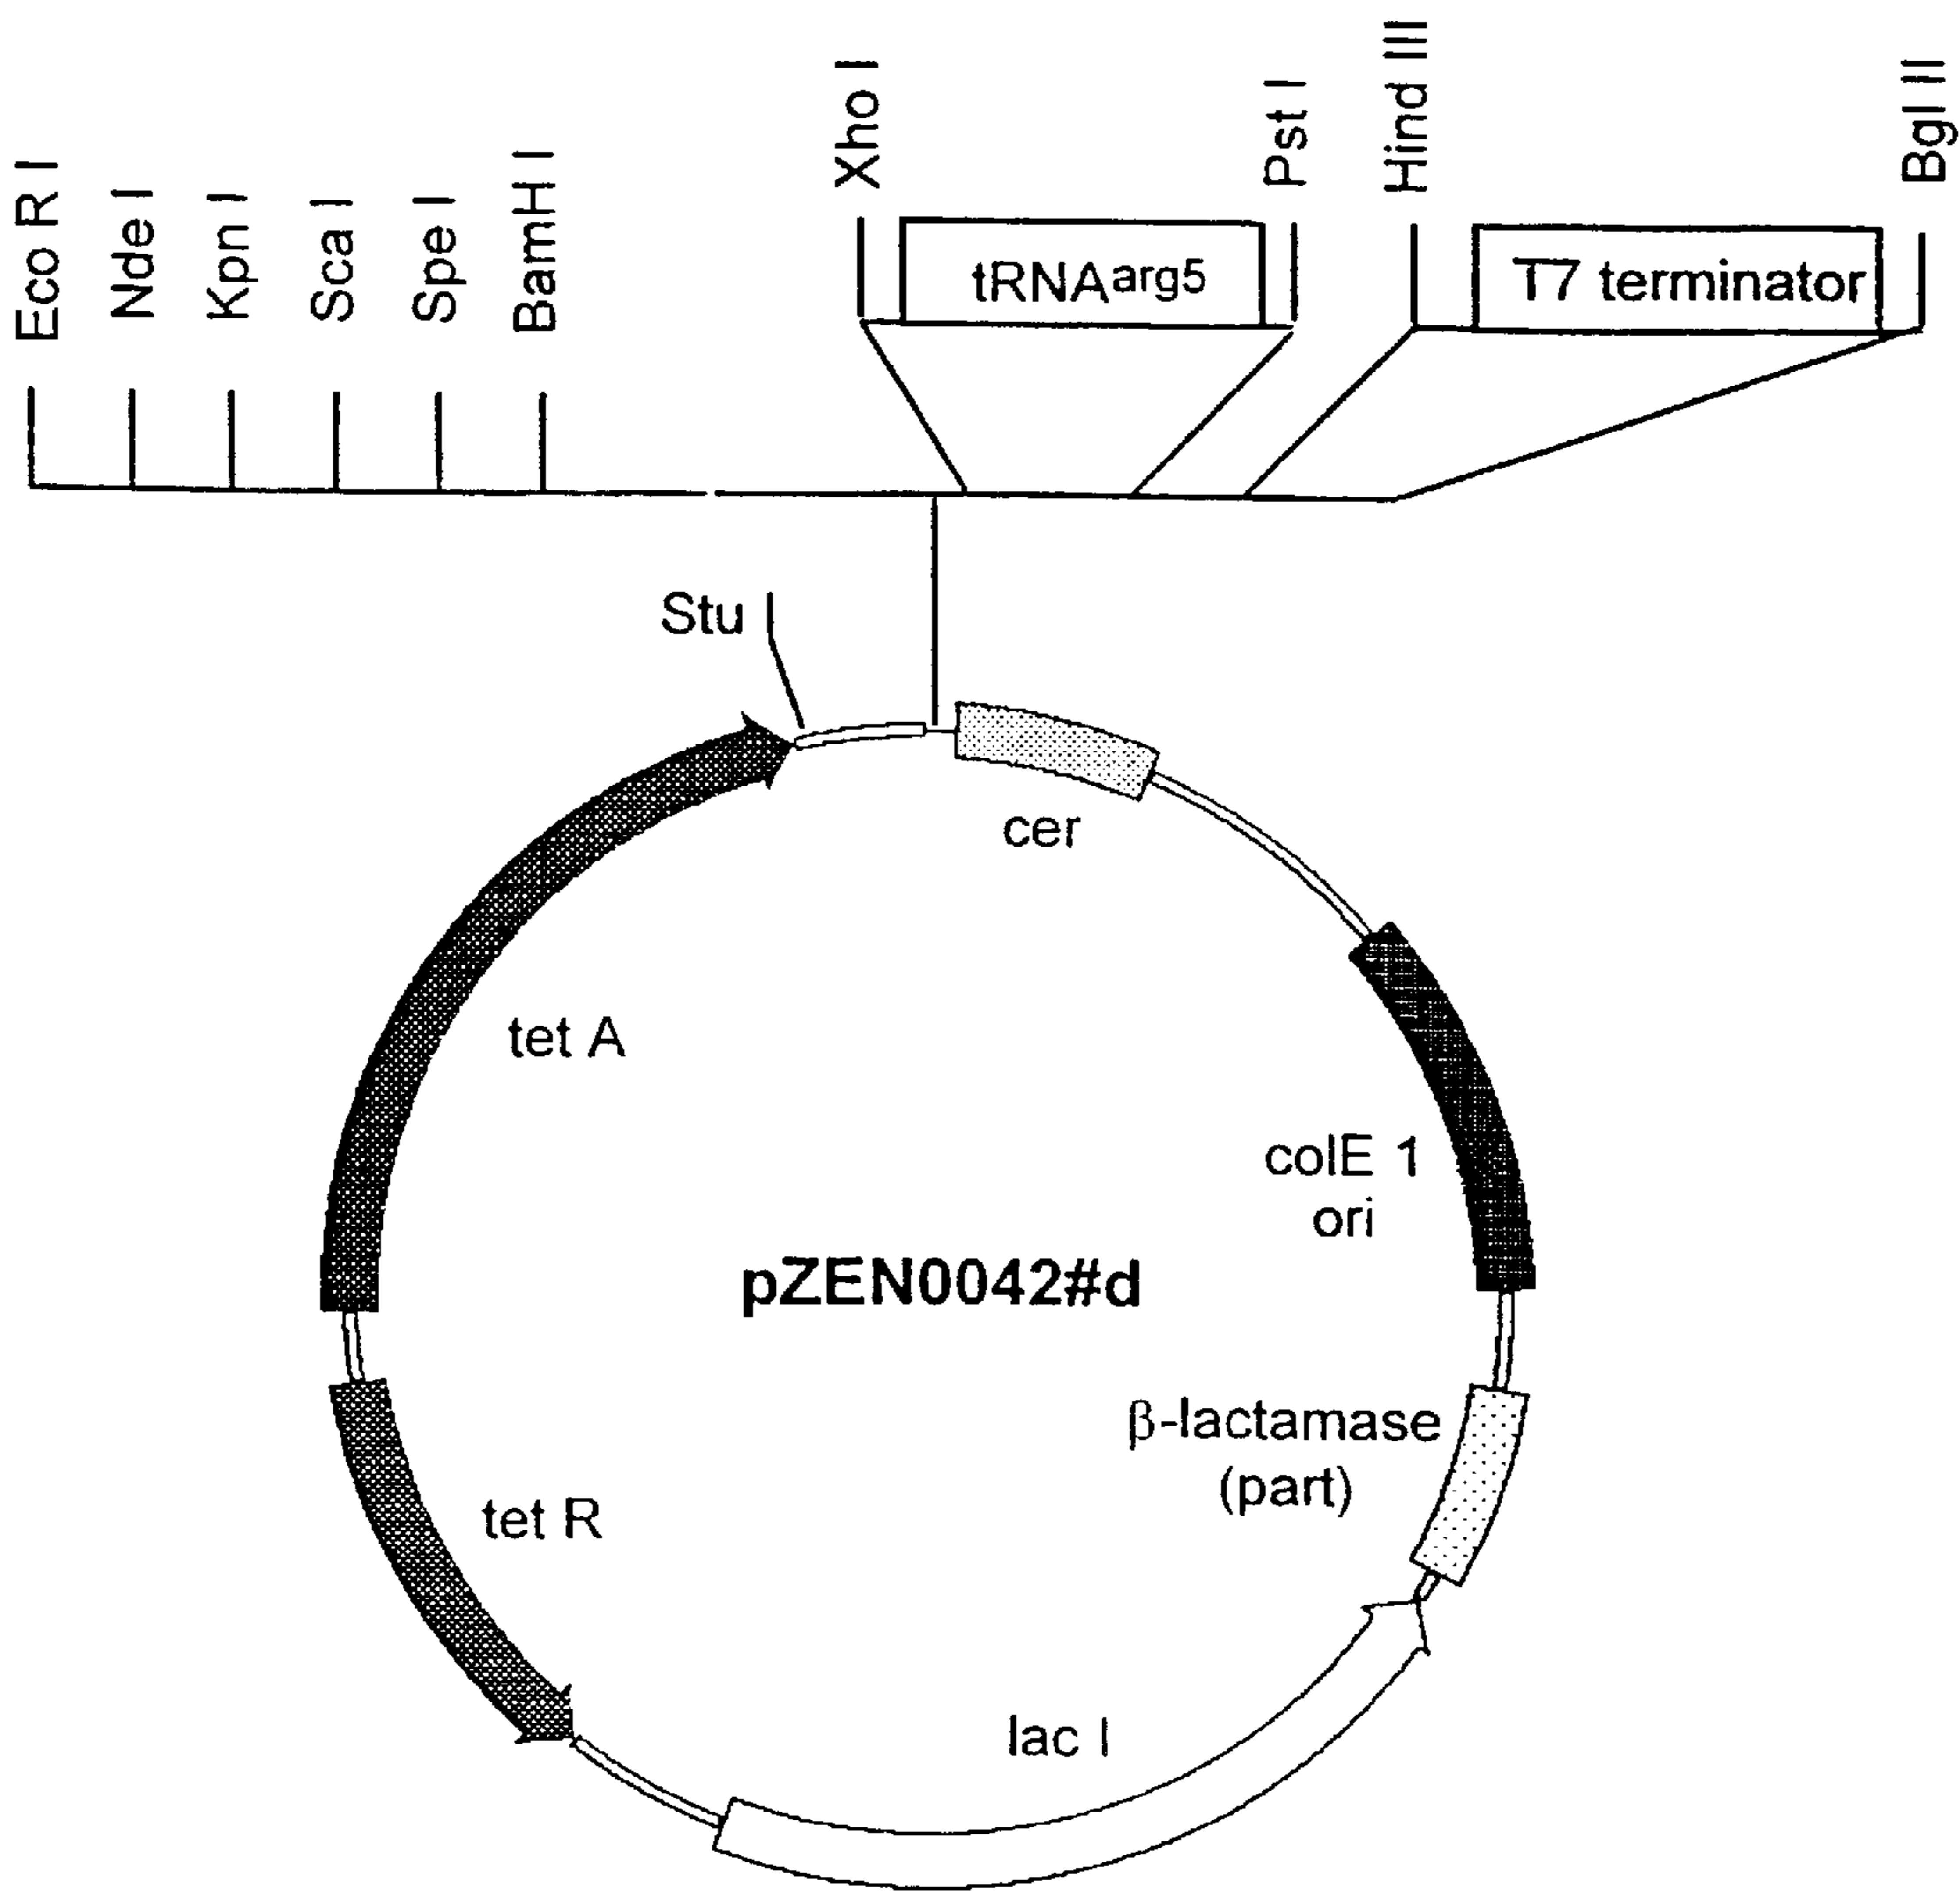 Eco R I
Nde I
Kpn I
Sca I
Spe I
BamH I
Xho I
tRNAarg5
Pst I
Hind III
T7 terminator
Bgl II
Stu I
cer
tet A
colE 1
ori
pZEN0042#d
β-lactamase
(part)
tet R
lac I